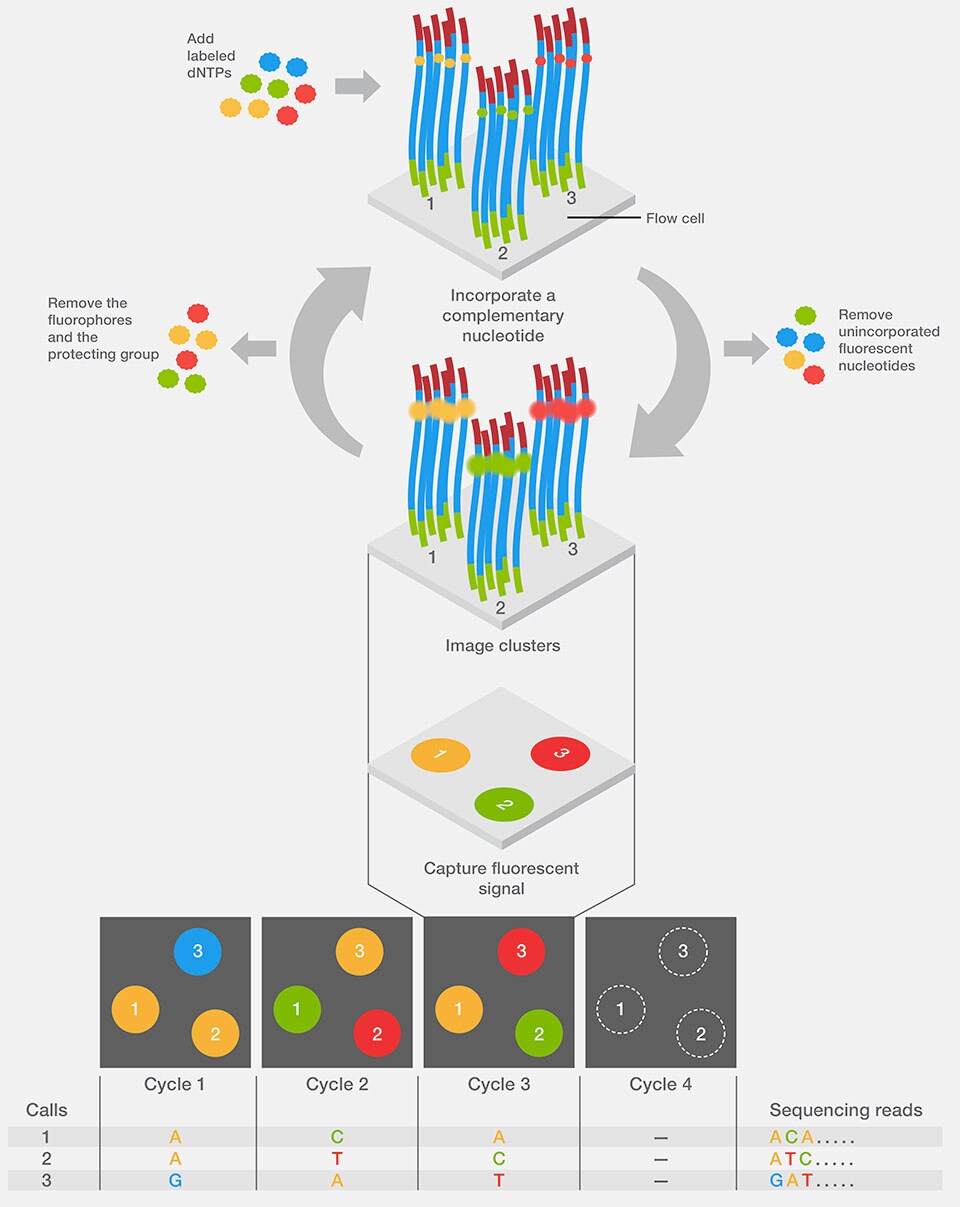 Add
labeled
dNTPs
1
2
3
Flow cell
Incorporate a
complementary
nucleotide
Remove the
fluorophores
and the
protecting group
Remove
unincorporated
fluorescent
nucleotides
1
2
3
Image clusters
1
2
3
Capture fluorescent
signal
3
1
2
3
1
2
3
1
2
3
1
2
Cycle 1 Cycle 2 Cycle 3 Cycle 4
Calls Sequencing reads
1 A C A – ACA.....
2 A T C – ATC.....
3 G A T – GAT.....